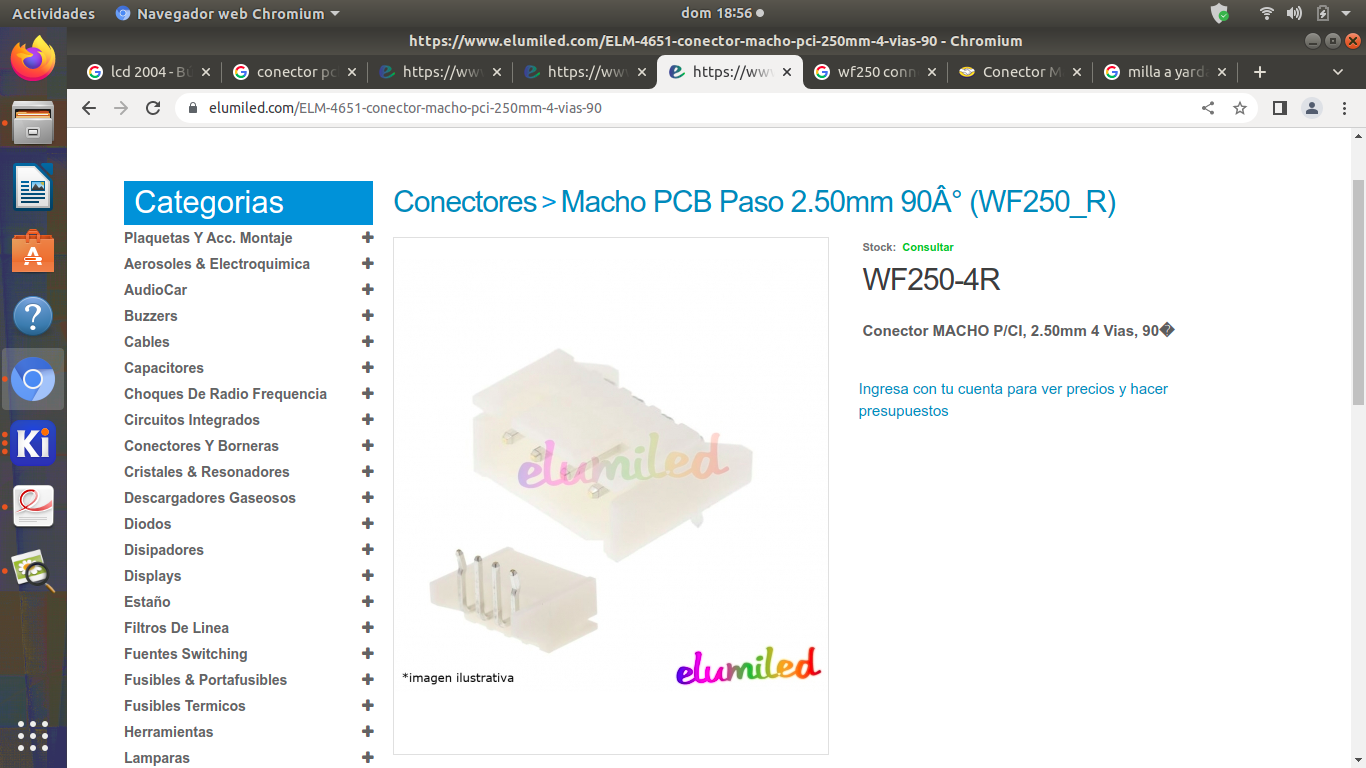 Actividades
Navegador web Chromium
dom 18:56
https://www.elumiled.com/ELM-4651-conector-macho-pci-250mm-4-vias-90 - Chromium
lcd 2004 - Bú
conector pc
https://www
https://www
https://www
wf250 conn
Conector M
milla a yard
elumiled.com/ELM-4651-conector-macho-pci-250mm-4-vias-90
Categorias
Plaquetas Y Acc. Montaje
Aerosoles & Electroquimica
AudioCar
Buzzers
Cables
Capacitores
Choques De Radio Frequencia
Circuitos Integrados
Conectores Y Borneras
Cristales & Resonadores
Descargadores Gaseosos
Diodos
Disipadores
Displays
Estaño
Filtros De Linea
Fuentes Switching
Fusibles & Portafusibles
Fusibles Termicos
Herramientas
Lamparas
Conectores > Macho PCB Paso 2.50mm 90Â° (WF250_R)
elumiled
*imagen ilustrativa
elumiled
Stock: Consultar
WF250-4R
Conector MACHO P/CI, 2.50mm 4 Vias, 90�
Ingresa con tu cuenta para ver precios y hacer
presupuestos
Ki